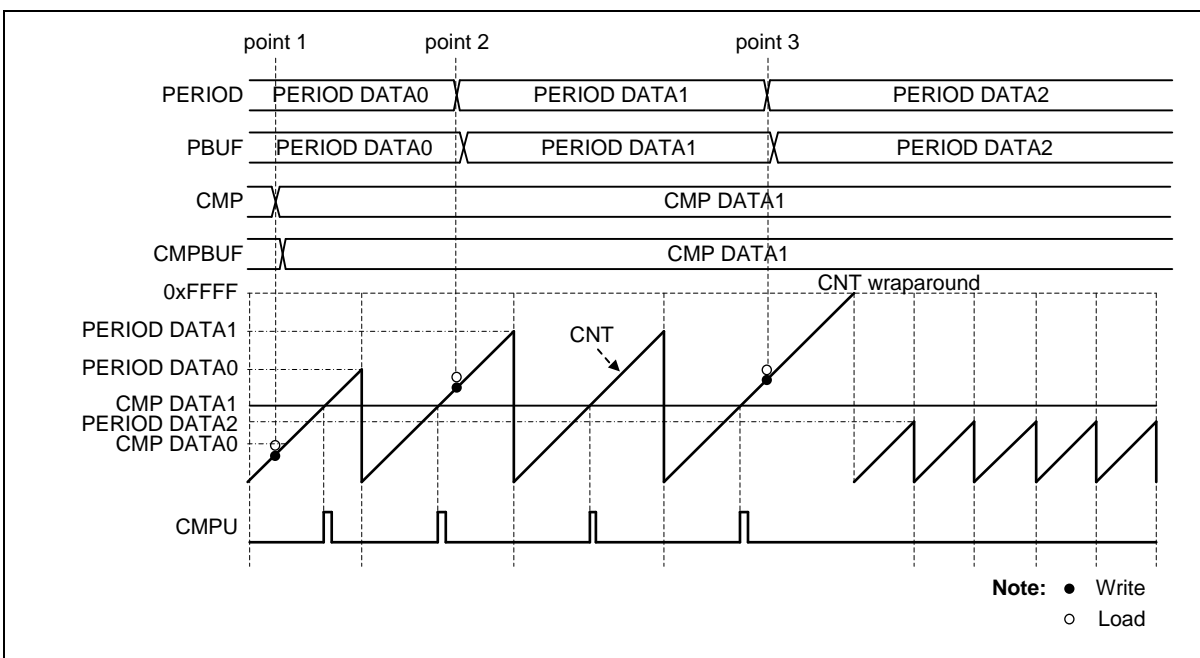 point 1 point 2 point 3
PERIOD PERIOD DATA0 PERIOD DATA1 PERIOD DATA2
PBUF PERIOD DATA0 PERIOD DATA1 PERIOD DATA2
CMP CMP DATA1
CMPBUF CMP DATA1
0xFFFF CNT wraparound
PERIOD DATA1 CNT
PERIOD DATA0
CMP DATA1
PERIOD DATA2
CMP DATA0
CMPU
Note: ● Write
○ Load